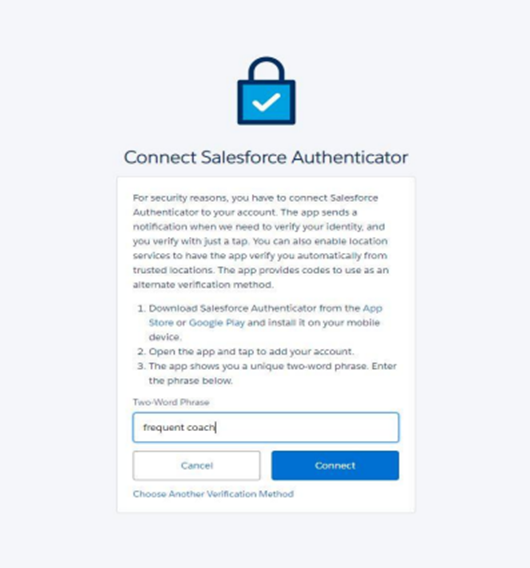 Connect Salesforce Authenticator
For security reasons, you have to connect Salesforce
Authenticator to your account. The app sends a
notification when we need to verify your identity, and
you verify with just a tap. You can also enable location
services to have the app verify you automatically from
trusted locations. The app provides codes to use as an
alternate verification method.
1. Download Salesforce Authenticator from the App
Store or Google Play and install it on your mobile
device.
2. Open the app and tap to add your account.
3. The app shows you a unique two-word phrase. Enter
the phrase below.
Two-Word Phrase
frequent coach
Cancel Connect
Choose Another Verification Method